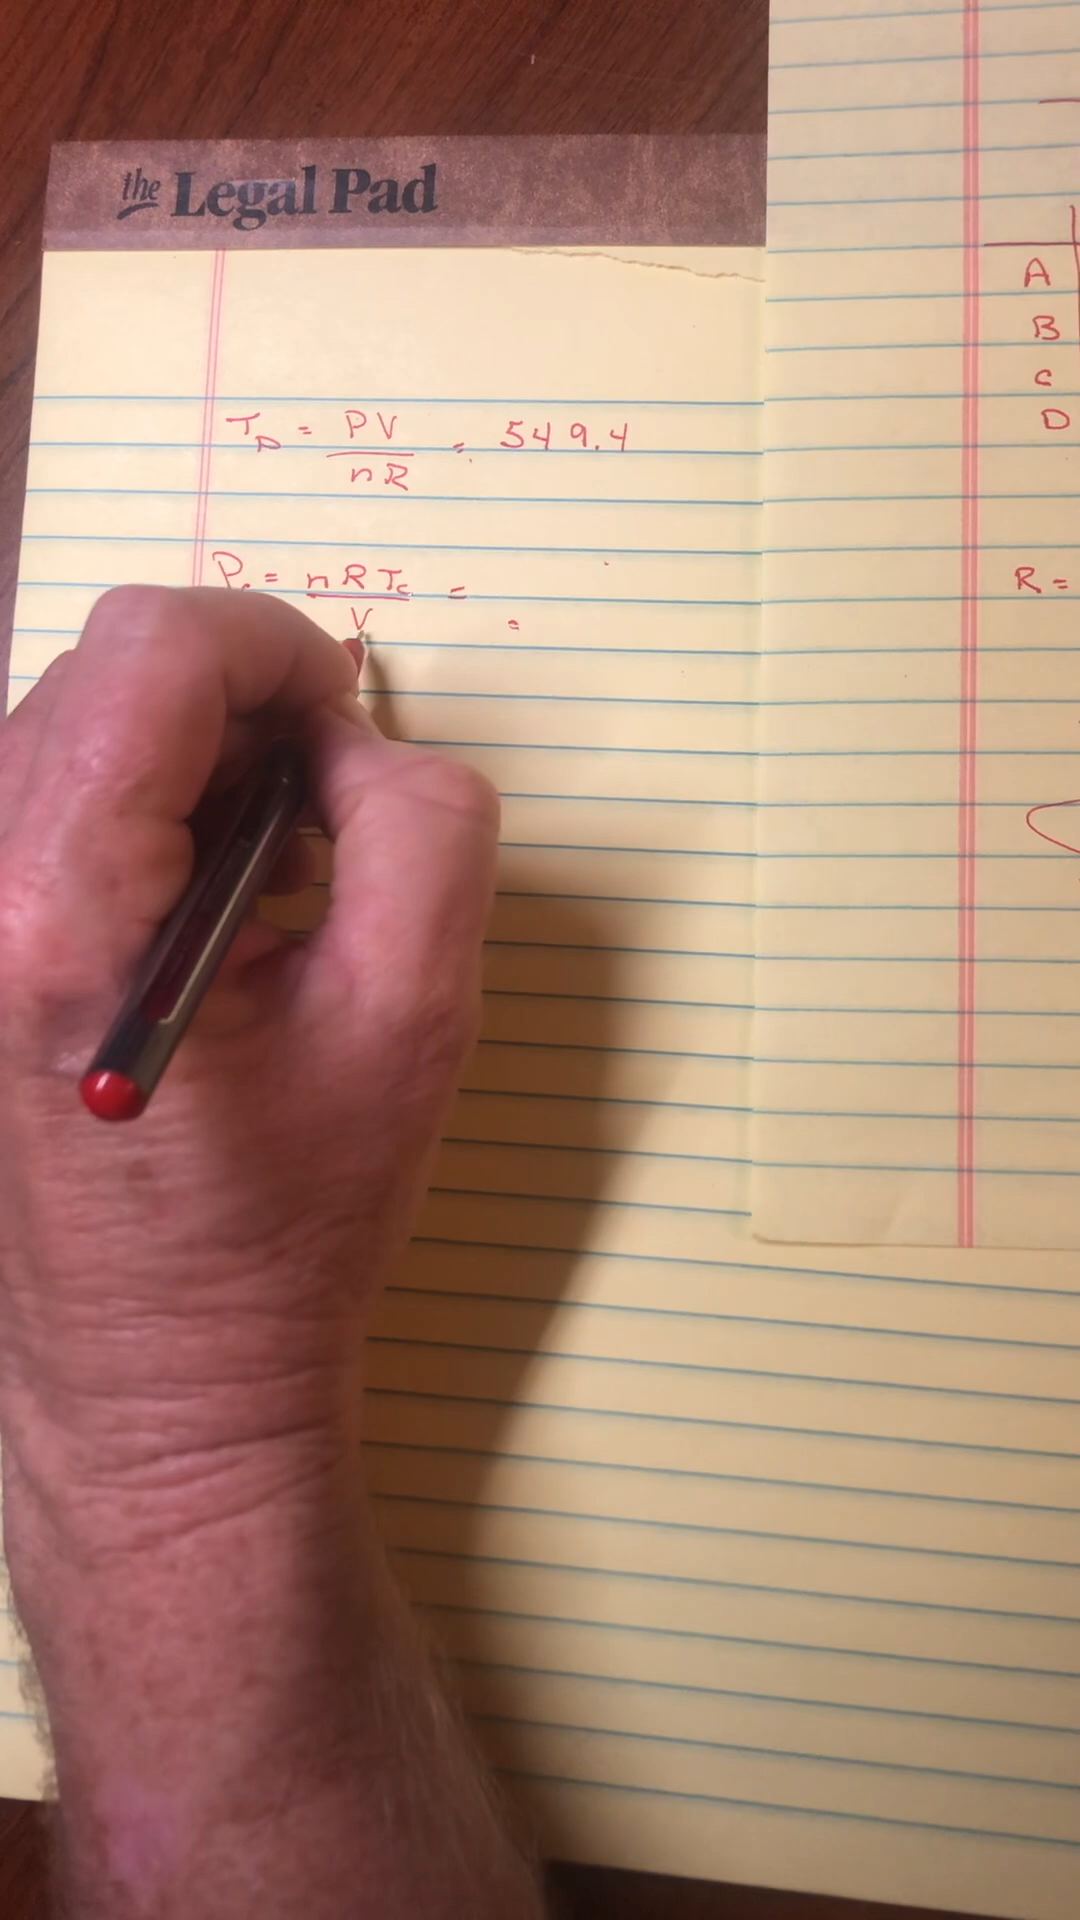 the Legal Pad
T_D = PV / nR = 549.4
P_c = nRT_c / V =
=
A
B
C
D
R =